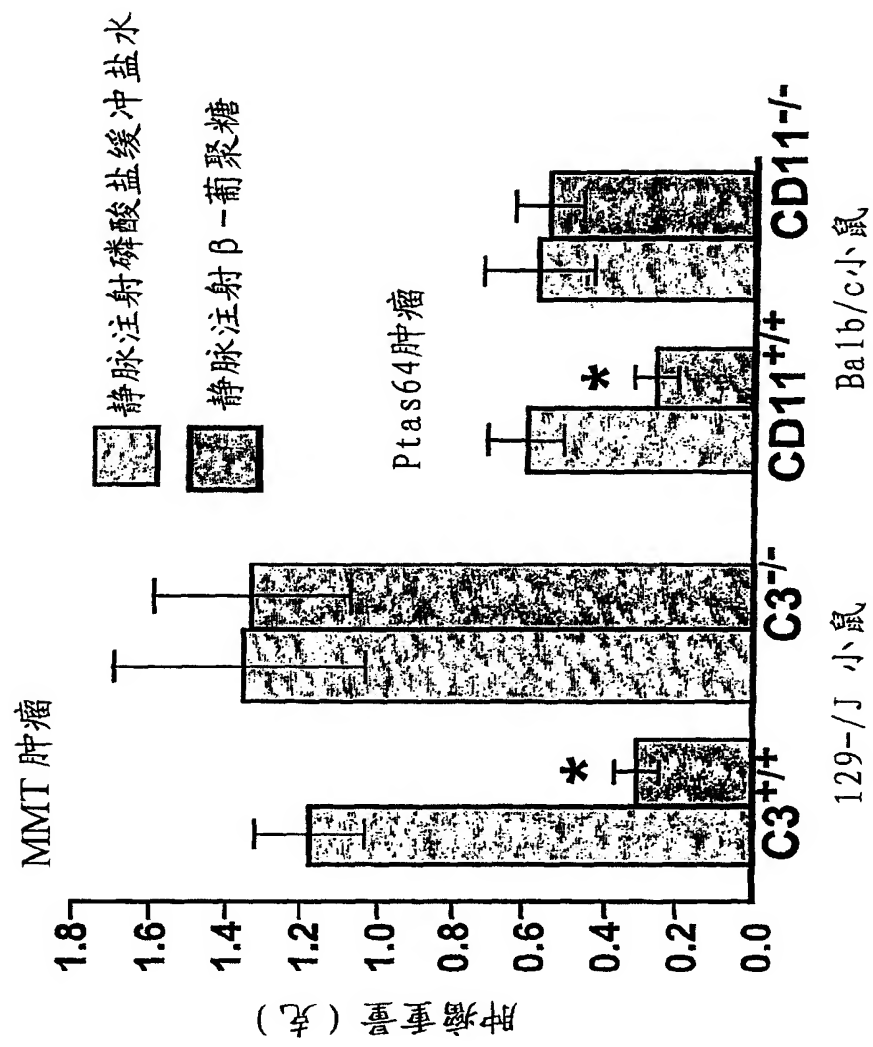 MMT 肿瘤
静脉注射磷酸盐缓冲盐水
静脉注射β-葡聚糖
Ptas64肿瘤
肿瘤重量(克)
1.8
1.6
1.4
1.2
1.0
0.8
0.6
0.4
0.2
0.0
*
*
C3+/+
C3-/-
CD11+/+
CD11-/-
129-/J 小鼠
Balb/c小鼠